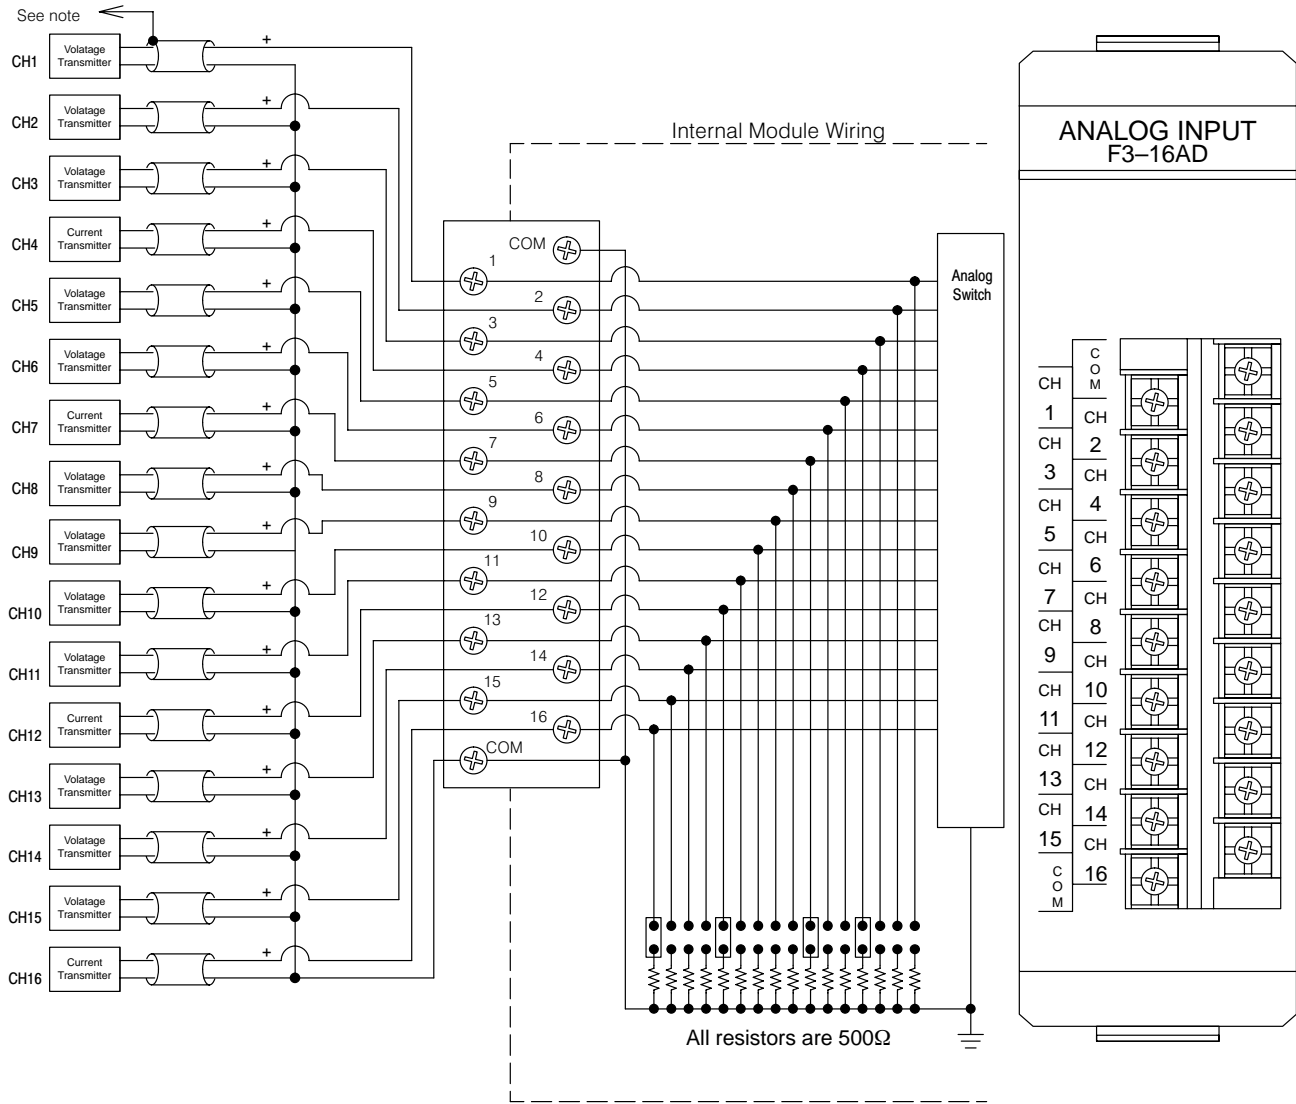 See note
CH1
Volatage
Transmitter
+
CH2
Volatage
Transmitter
+
CH3
Volatage
Transmitter
+
CH4
Current
Transmitter
+
CH5
Volatage
Transmitter
+
CH6
Volatage
Transmitter
+
CH7
Current
Transmitter
+
CH8
Volatage
Transmitter
+
CH9
Volatage
Transmitter
+
CH10
Volatage
Transmitter
+
CH11
Volatage
Transmitter
+
CH12
Current
Transmitter
+
CH13
Volatage
Transmitter
+
CH14
Volatage
Transmitter
+
CH15
Volatage
Transmitter
+
CH16
Current
Transmitter
+
Internal Module Wiring
COM
1
2
3
4
5
6
7
8
9
10
11
12
13
14
15
16
COM
Analog
Switch
All resistors are 500Ω
ANALOG INPUT
F3–16AD
COM
CH
1
CH
2
CH
3
CH
4
CH
5
CH
6
CH
7
CH
8
CH
9
CH
10
CH
11
CH
12
CH
13
CH
14
CH
15
CH
16
COM